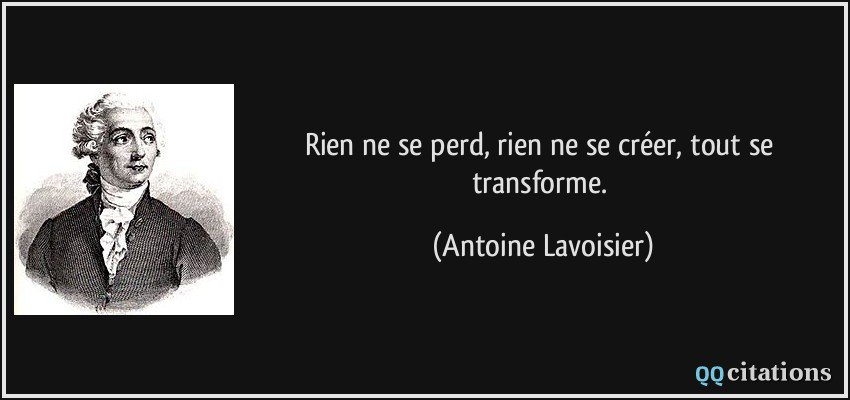 Rien ne se perd, rien ne se créer, tout se
transforme.
(Antoine Lavoisier)
QQcitations